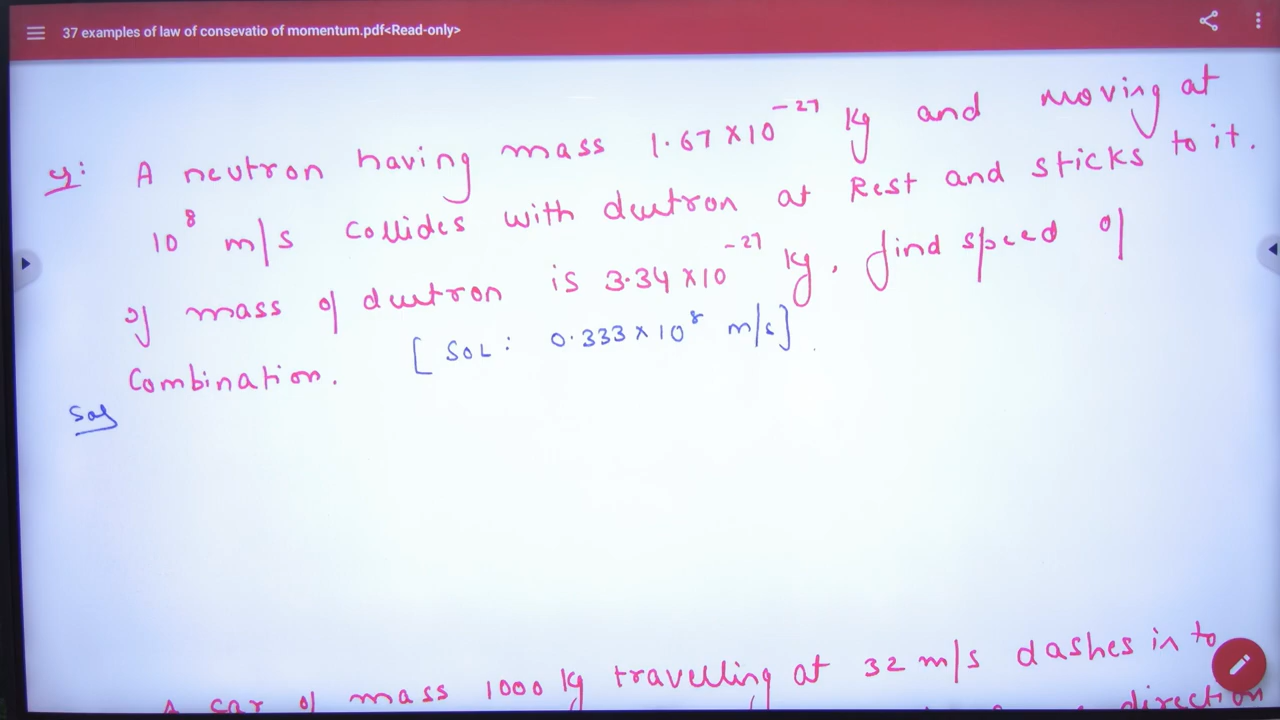 37 examples of law of consevatio of momentum.pdf<Read-only>
eg: A neutron having mass 1.67 × 10⁻²⁷ kg and moving at
10⁸ m/s collides with deutron at Rest and sticks to it.
If mass of deutron is 3.34 × 10⁻²⁷ kg. find speed of
Combination. [SOL: 0.333 × 10⁸ m/s]
Sol
A car of mass 1000 kg travelling at 32 m/s dashes in to
direction